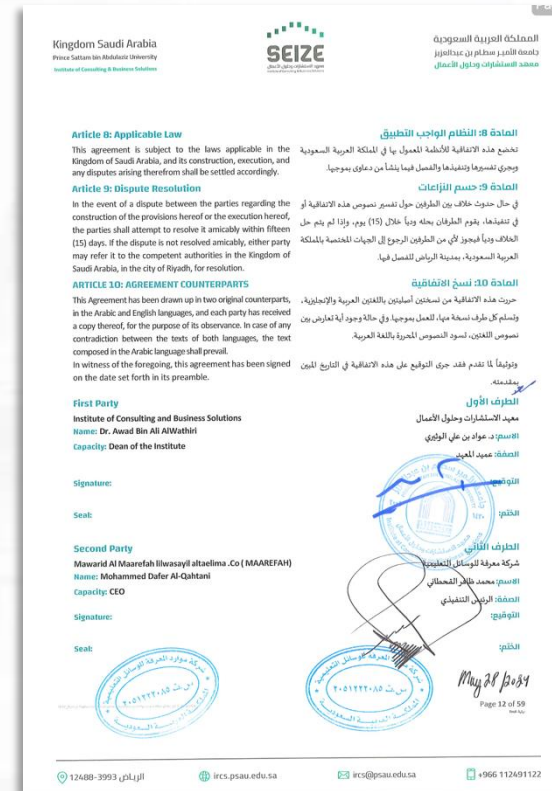 Kingdom Saudi Arabia
Prince Sattam bin Abdulaziz University
Institute of Consulting & Business Solutions
SEIZE
المملكة العربية السعودية
جامعة الأمير سطام بن عبدالعزيز
معهد الاستشارات وحلول الأعمال
Article 8: Applicable Law
This agreement is subject to the laws applicable in the
Kingdom of Saudi Arabia, and its construction, execution, and
any disputes arising therefrom shall be settled accordingly.
Article 9: Dispute Resolution
In the event of a dispute between the parties regarding the
construction of the provisions hereof or the execution hereof,
the parties shall attempt to resolve it amicably within fifteen
(15) days. If the dispute is not resolved amicably, either party
may refer it to the competent authorities in the Kingdom of
Saudi Arabia, in the city of Riyadh, for resolution.
ARTICLE 10: AGREEMENT COUNTERPARTS
This Agreement has been drawn up in two original counterparts,
in the Arabic and English languages, and each party has received
a copy thereof, for the purpose of its observance. In case of any
contradiction between the texts of both languages, the text
composed in the Arabic language shall prevail.
In witness of the foregoing, this agreement has been signed
on the date set forth in its preamble.
المادة 8: النظام الواجب التطبيق
تخضع هذه الاتفاقية للأنظمة المعمول بها في المملكة العربية السعودية
ويجري تفسيرها وتنفيذها والفصل فيما ينشأ من دعاوى بموجبها.
المادة 9: حسم النزاعات
في حال حدوث خلاف بين الطرفين حول تفسير نصوص هذه الاتفاقية أو
في تنفيذها، يقوم الطرفان بحله ودياً خلال (15) يوم، وإذا لم يتم حل
الخلاف ودياً فيجوز لأي من الطرفين الرجوع إلى الجهات المختصة بالمملكة
العربية السعودية، بمدينة الرياض للفصل فيها.
المادة 10: نسخ الاتفاقية
حررت هذه الاتفاقية من نسختين أصليتين باللغتين العربية والإنجليزية،
وتسلم كل طرف نسخة منها، للعمل بموجبها. وفي حالة وجود أية تعارض بين
نصوص اللغتين، تسود النصوص المحررة باللغة العربية.
وتوثيقاً لما تقدم فقد جرى التوقيع على هذه الاتفاقية في التاريخ المبين
بمقدمته.
First Party
Institute of Consulting and Business Solutions
Name: Dr. Awad Bin Ali AlWathiri
Capacity: Dean of the Institute
Signature:
Seal:
الطرف الأول
معهد الاستشارات وحلول الأعمال
الاسم: د. عواد بن علي الوثيري
الصفة: عميد المعهد
التوقيع:
الختم:
Second Party
Mawarid Al Maarefah lilwasayil altaelima .Co ( MAAREFAH)
Name: Mohammed Dafer Al-Qahtani
Capacity: CEO
Signature:
Seal:
الطرف الثاني
شركة معرفة للوسائل التعليمية
الاسم: محمد ظافر القحطاني
الصفة: الرئيس التنفيذي
التوقيع:
الختم:
شركة موارد المعرفة للوسائل التعليمية
س.ت ٢٠٥١٢٢٢٠٨٥
المملكة العربية السعودية
س.ت ٢٠٥١٢٢٢٠٨٥
المملكة العربية السعودية
May 28/2024
Page 12 of 59
الرياض 3993-12488
ircs.psau.edu.sa
ircs@psau.edu.sa
+966 112491122